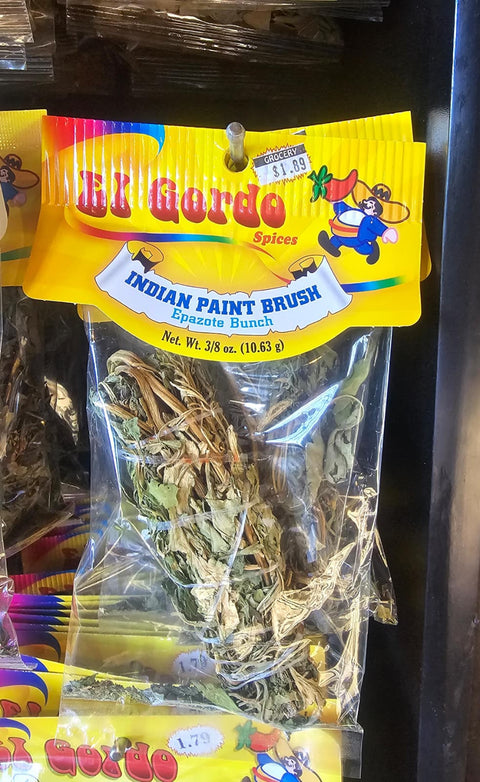 GROCERY
$1.89
El Gordo
Spices
INDIAN PAINT BRUSH
Epazote Bunch
Net. Wt. 3/8 oz. (10.63 g)
1.79
1.79
El Gordo